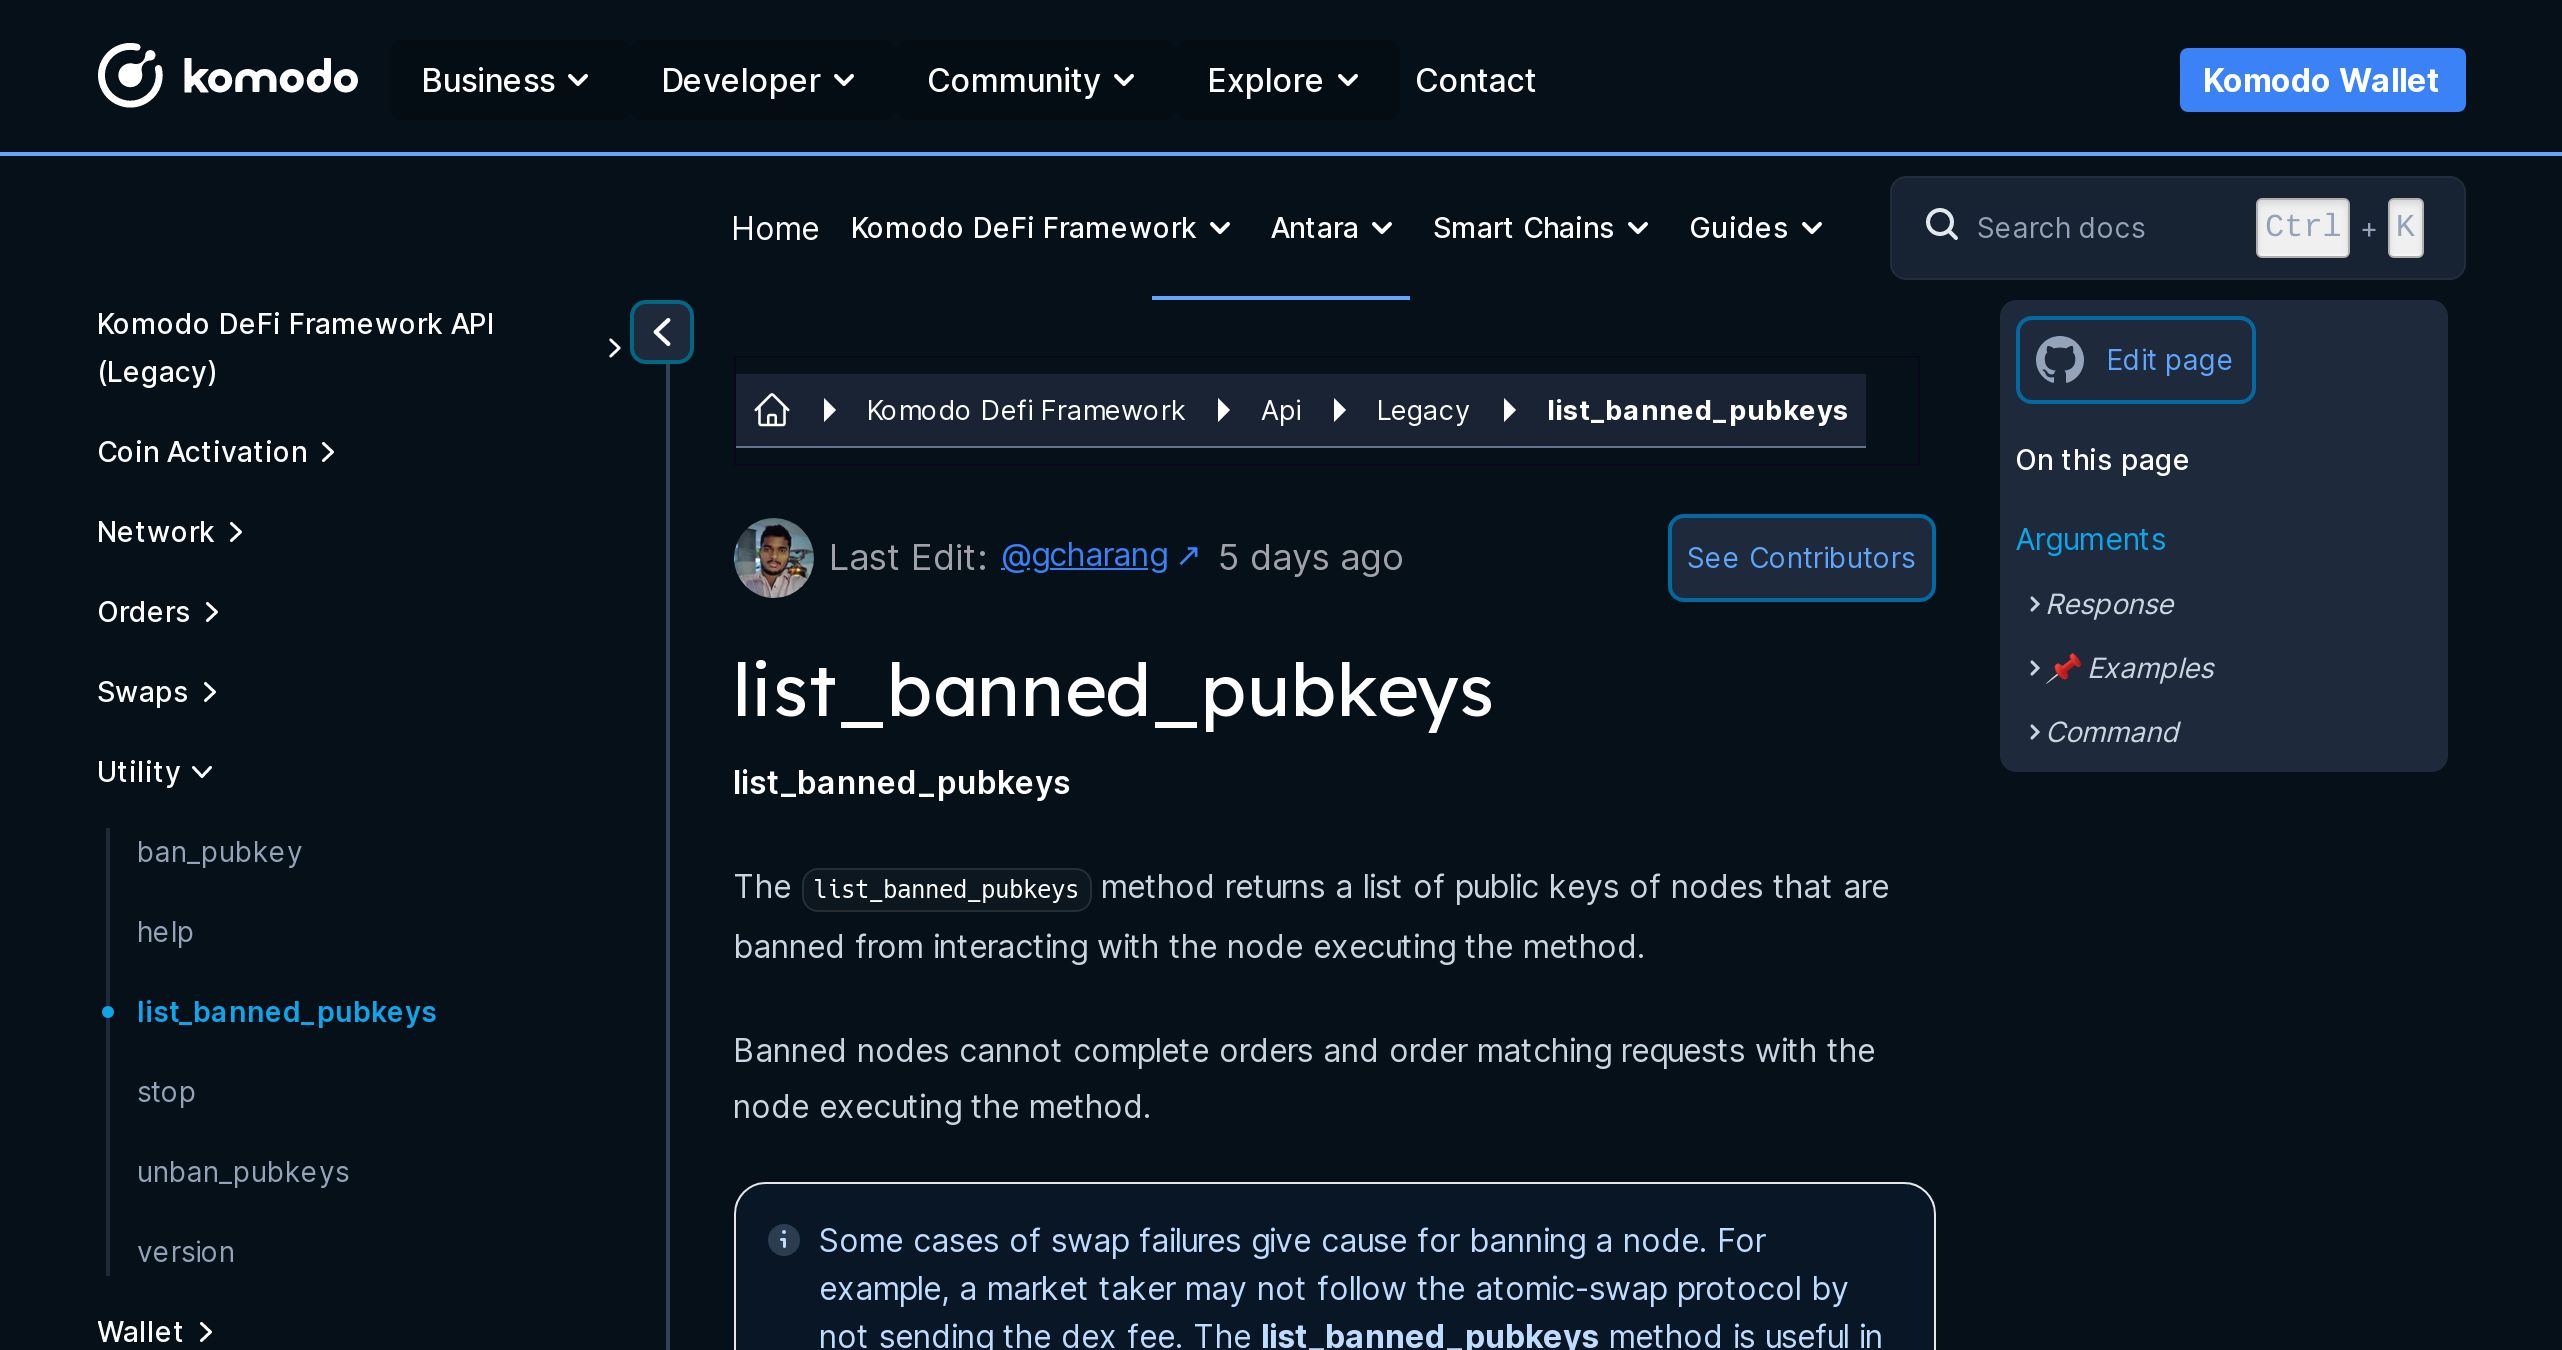 komodo
Business
Developer
Community
Explore
Contact
Komodo Wallet
Home
Komodo DeFi Framework
Antara
Smart Chains
Guides
Search docs
Ctrl + K
Komodo DeFi Framework API
(Legacy)
Coin Activation
Network
Orders
Swaps
Utility
ban_pubkey
help
list_banned_pubkeys
stop
unban_pubkeys
version
Wallet
Komodo Defi Framework
Api
Legacy
list_banned_pubkeys
Last Edit: @gcharang ↗ 5 days ago
See Contributors
list_banned_pubkeys
list_banned_pubkeys
The list_banned_pubkeys method returns a list of public keys of nodes that are
banned from interacting with the node executing the method.
Banned nodes cannot complete orders and order matching requests with the
node executing the method.
Some cases of swap failures give cause for banning a node. For
example, a market taker may not follow the atomic-swap protocol by
not sending the dex fee. The list_banned_pubkeys method is useful in
Edit page
On this page
Arguments
Response
📌 Examples
Command